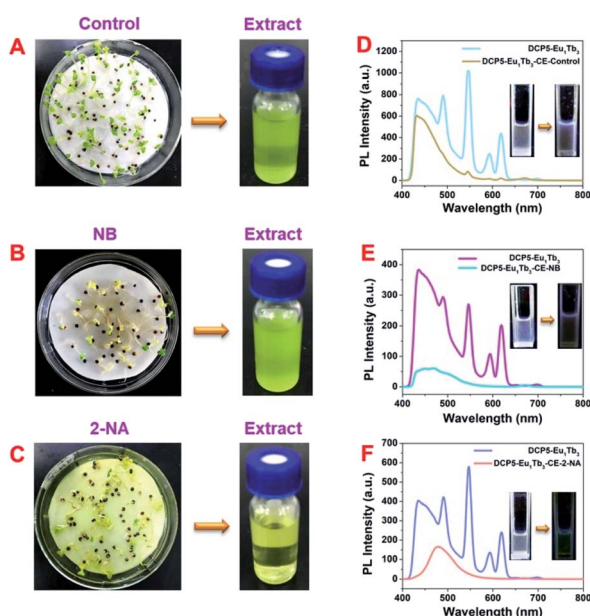 Control
Extract
A
D
DCP5-Eu₁Tb₃
DCP5-Eu₁Tb₃-CE-Control
PL Intensity (a.u.)
1200
1000
800
600
400
200
0
400 500 600 700 800
Wavelength (nm)
NB
Extract
B
E
DCP5-Eu₁Tb₃
DCP5-Eu₁Tb₃-CE-NB
PL Intensity (a.u.)
400
300
200
100
0
400 500 600 700 800
Wavelength (nm)
2-NA
Extract
C
F
DCP5-Eu₁Tb₃
DCP5-Eu₁Tb₃-CE-2-NA
PL Intensity (a.u.)
700
600
500
400
300
200
100
0
400 500 600 700 800
Wavelength (nm)